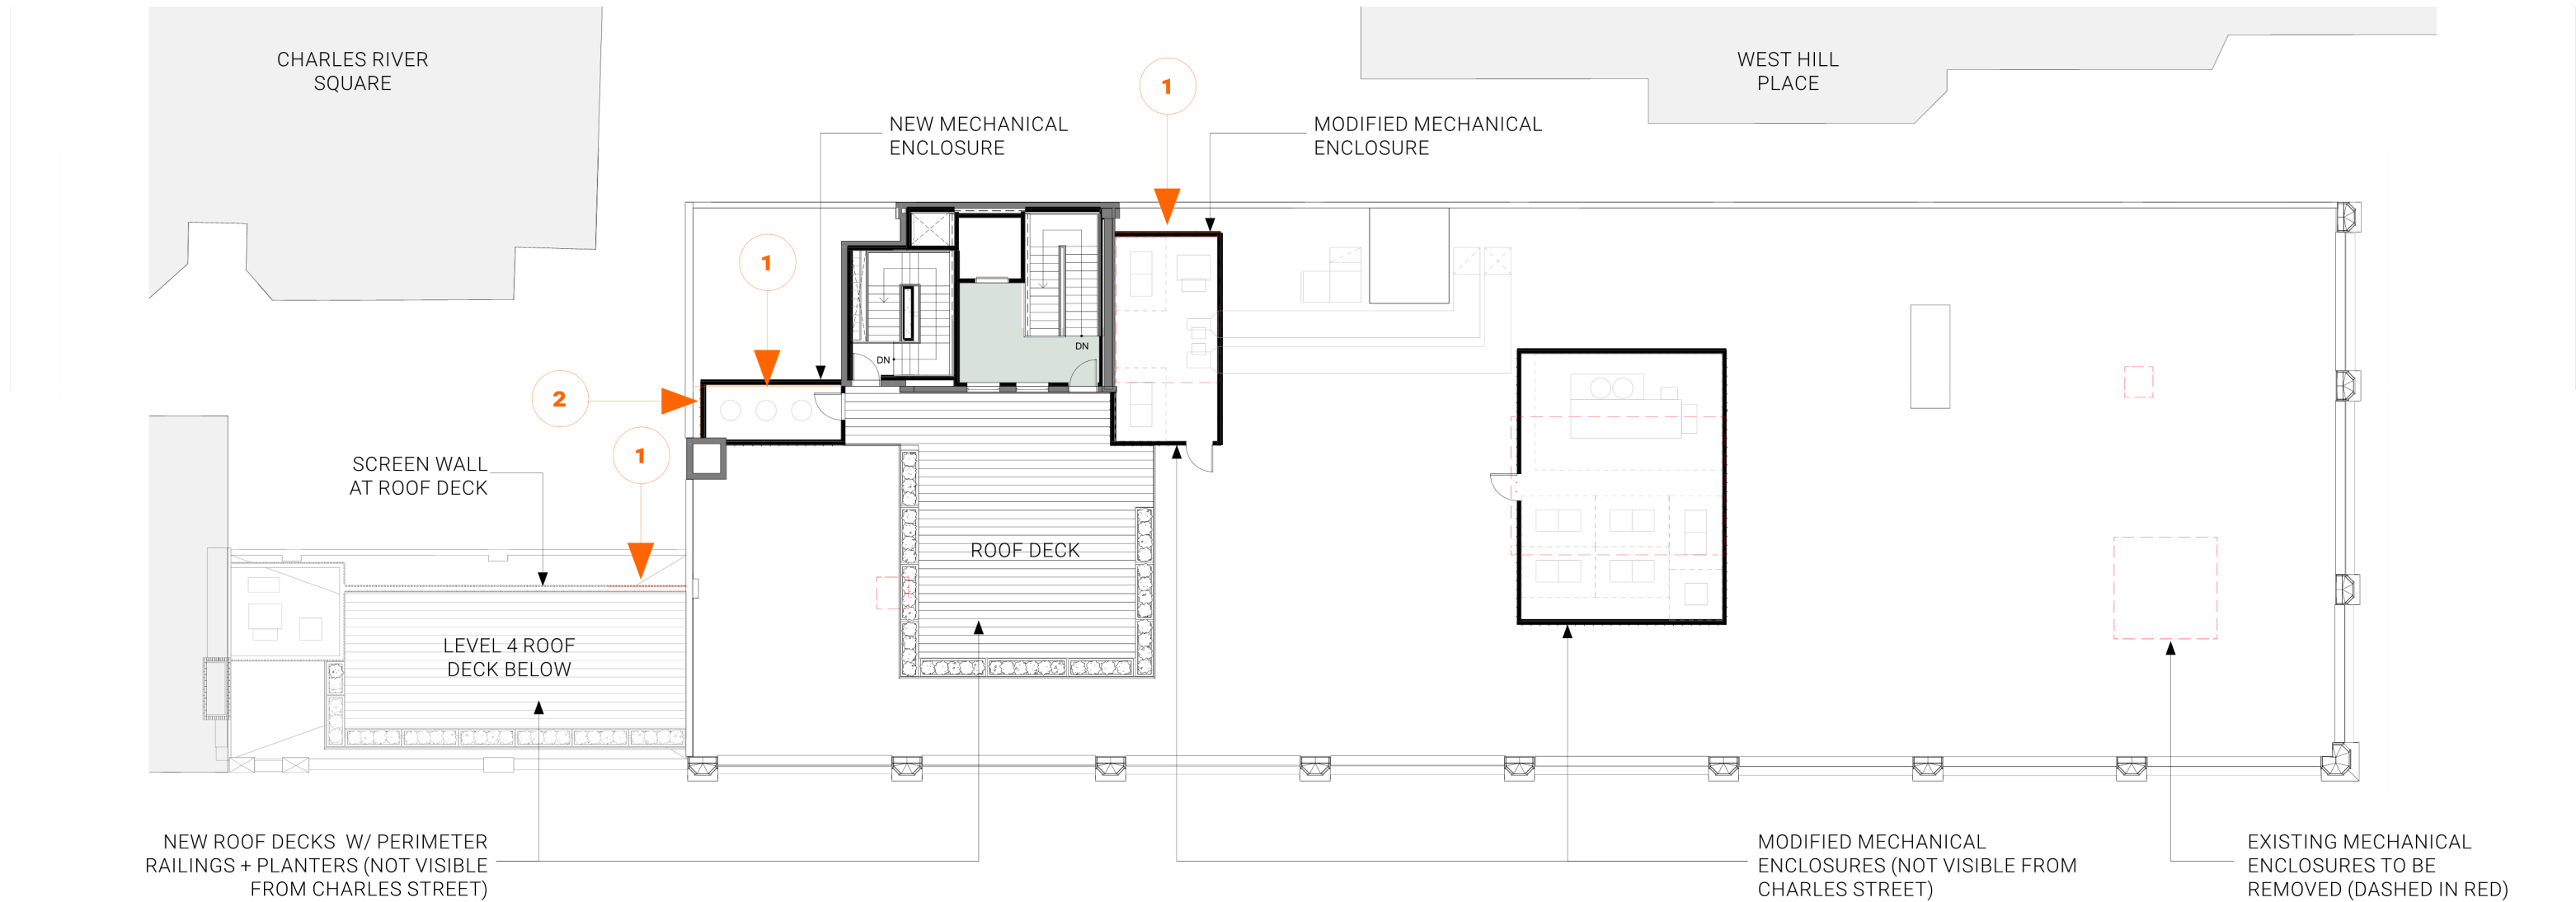 CHARLES RIVER
SQUARE
WEST HILL
PLACE
1
NEW MECHANICAL
ENCLOSURE
MODIFIED MECHANICAL
ENCLOSURE
1
DN
DN
2
1
SCREEN WALL
AT ROOF DECK
ROOF DECK
LEVEL 4 ROOF
DECK BELOW
NEW ROOF DECKS W/ PERIMETER
RAILINGS + PLANTERS (NOT VISIBLE
FROM CHARLES STREET)
MODIFIED MECHANICAL
ENCLOSURES (NOT VISIBLE FROM
CHARLES STREET)
EXISTING MECHANICAL
ENCLOSURES TO BE
REMOVED (DASHED IN RED)